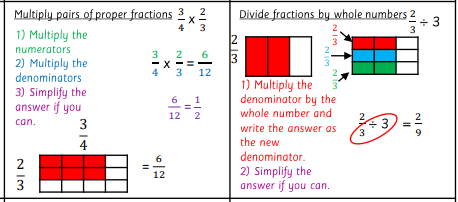 Multiply pairs of proper fractions 3/4 x 2/3
1) Multiply the
numerators
2) Multiply the
denominators
3) Simplify the
answer if you
can.
3/4 x 2/3 = 6/12
6/12 = 1/2
3/4
2/3
= 6/12
Divide fractions by whole numbers 2/3 ÷ 3
2/3
2/3
2/3
2/3
1) Multiply the
denominator by the
whole number and
write the answer as
the new
denominator.
2) Simplify the
answer if you can.
2/3 ÷ 3 = 2/9